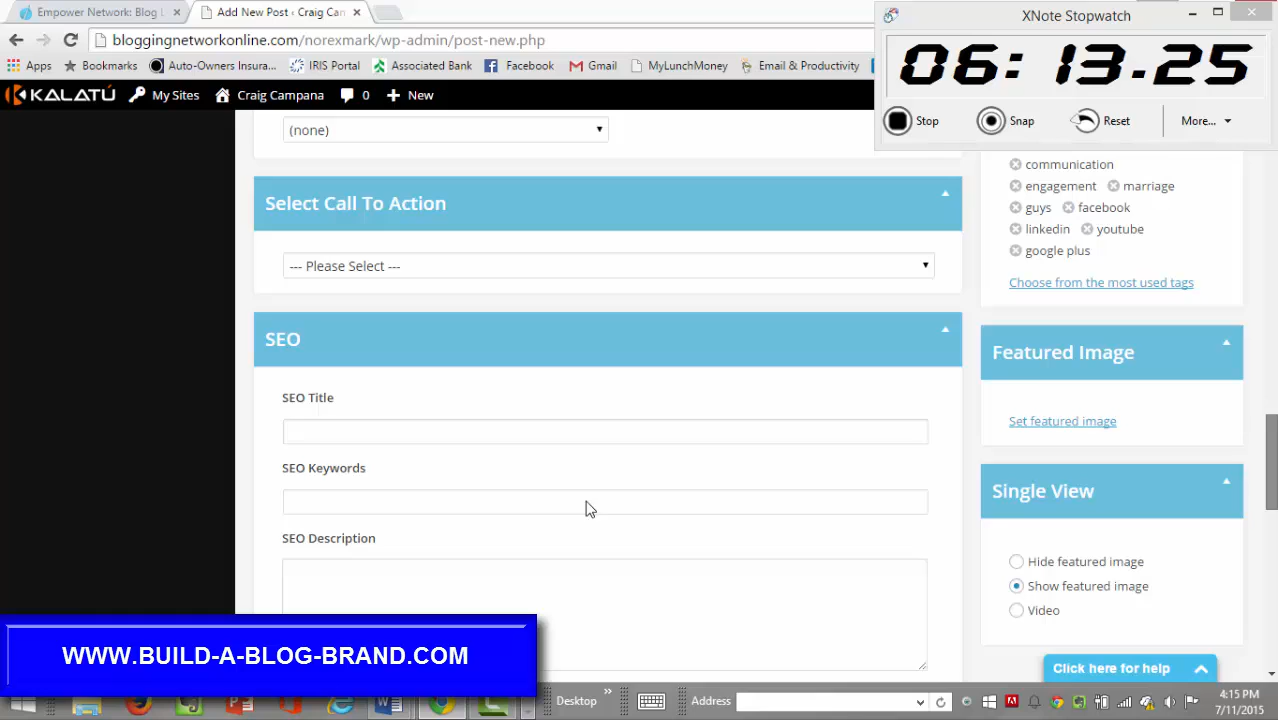 Empower Network: Blog L
Add New Post ‹ Craig Can
XNote Stopwatch
bloggingnetworkonline.com/norexmark/wp-admin/post-new.php
06:13.25
Apps
Bookmarks
Auto-Owners Insura...
IRIS Portal
Associated Bank
Facebook
Gmail
MyLunchMoney
Email & Productivity
KALATÚ
My Sites
Craig Campana
0
New
Stop
Snap
Reset
More...
(none)
Select Call To Action
--- Please Select ---
SEO
SEO Title
SEO Keywords
SEO Description
communication
engagement
marriage
guys
facebook
linkedin
youtube
google plus
Choose from the most used tags
Featured Image
Set featured image
Single View
Hide featured image
Show featured image
Video
Click here for help
WWW.BUILD-A-BLOG-BRAND.COM
Desktop
Address
4:15 PM
7/11/2015